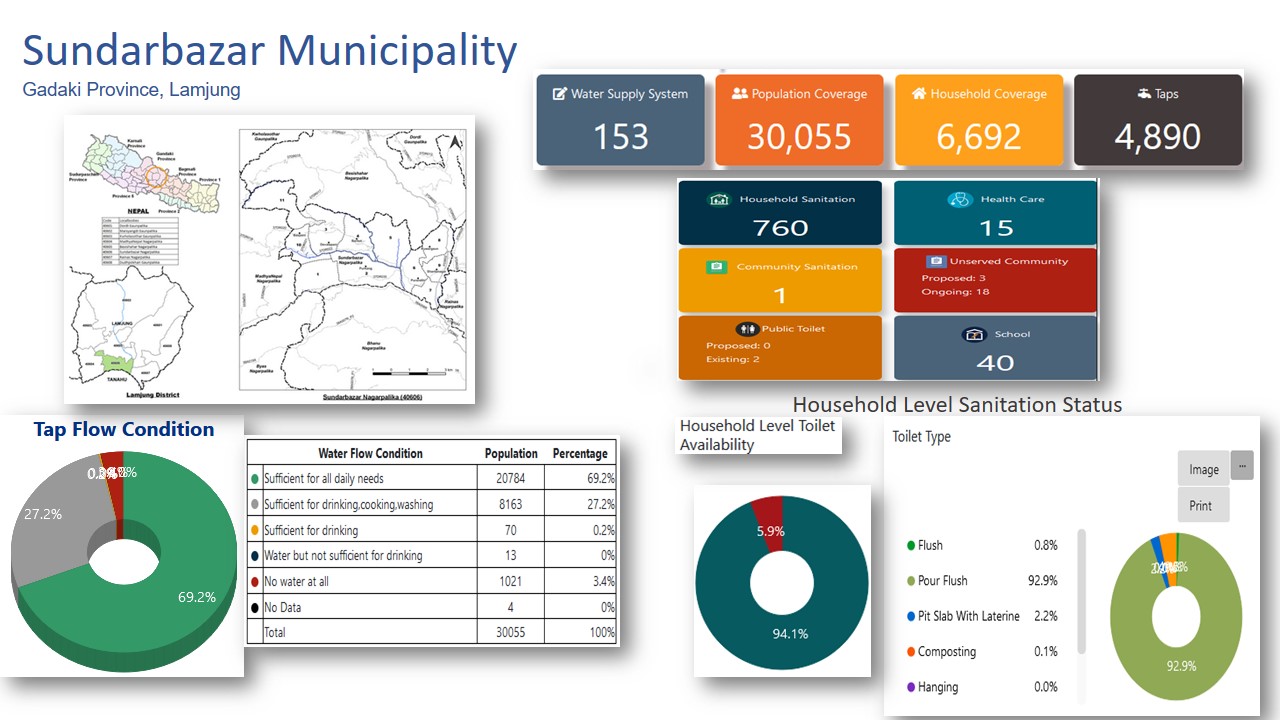 Sundarbazar Municipality
Gadaki Province, Lamjung
Water Supply System
153
Population Coverage
30,055
Household Coverage
6,692
Taps
4,890
Karnali
Province
Gandaki
Province
Bagmati
Province
Province 1
Sudurpaschim
Province
Province 5
Province 2
NEPAL
LAMJUNG
TANAHU
Lamjung District
Kwholasothar
Gaunpalika
Dordi
Gaunpalika
Besishahar
Nagarpalika
11
10
Sundarbazar
Nagarpalika
MadhyaNepal
Nagarpalika
Rainas
Nagarpalika
Bhanu
Nagarpalika
Byas
Nagarpalika
Sundarbazar Nagarpalika (40606)
Household Sanitation
760
Health Care
15
Community Sanitation
1
Unserved Community
Proposed: 3
Ongoing: 18
Public Toilet
Proposed: 0
Existing: 2
School
40
Tap Flow Condition
27.2%
69.2%
Water Flow Condition Population Percentage
Sufficient for all daily needs 20784 69.2%
Sufficient for drinking,cooking,washing 8163 27.2%
Sufficient for drinking 70 0.2%
Water but not sufficient for drinking 13 0%
No water at all 1021 3.4%
No Data 4 0%
Total 30055 100%
Household Level Sanitation Status
Household Level Toilet
Availability
5.9%
94.1%
Toilet Type
Image
...
Print
Flush 0.8%
Pour Flush 92.9%
Pit Slab With Laterine 2.2%
Composting 0.1%
Hanging 0.0%
92.9%